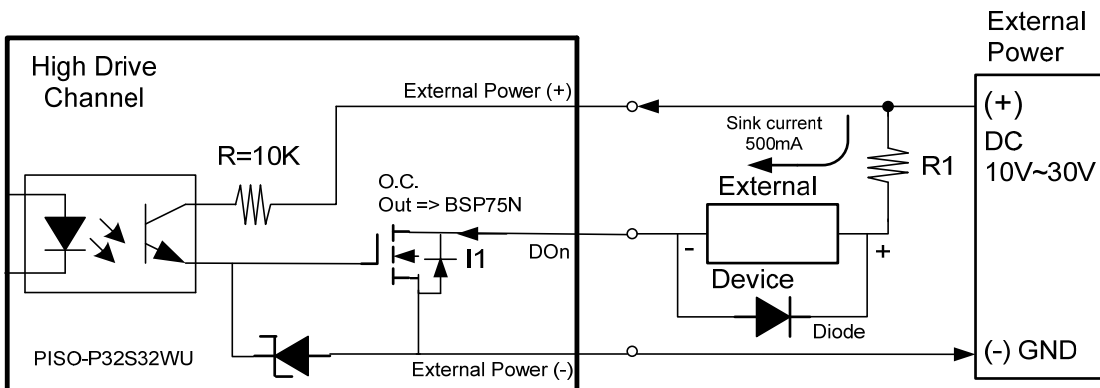 High Drive
Channel
External Power (+)
R=10K
O.C.
Out => BSP75N
I1
DOn
PISO-P32S32WU
External Power (-)
Sink current
500mA
R1
External
-
+
Device
Diode
External
Power
(+)
DC
10V~30V
(-) GND